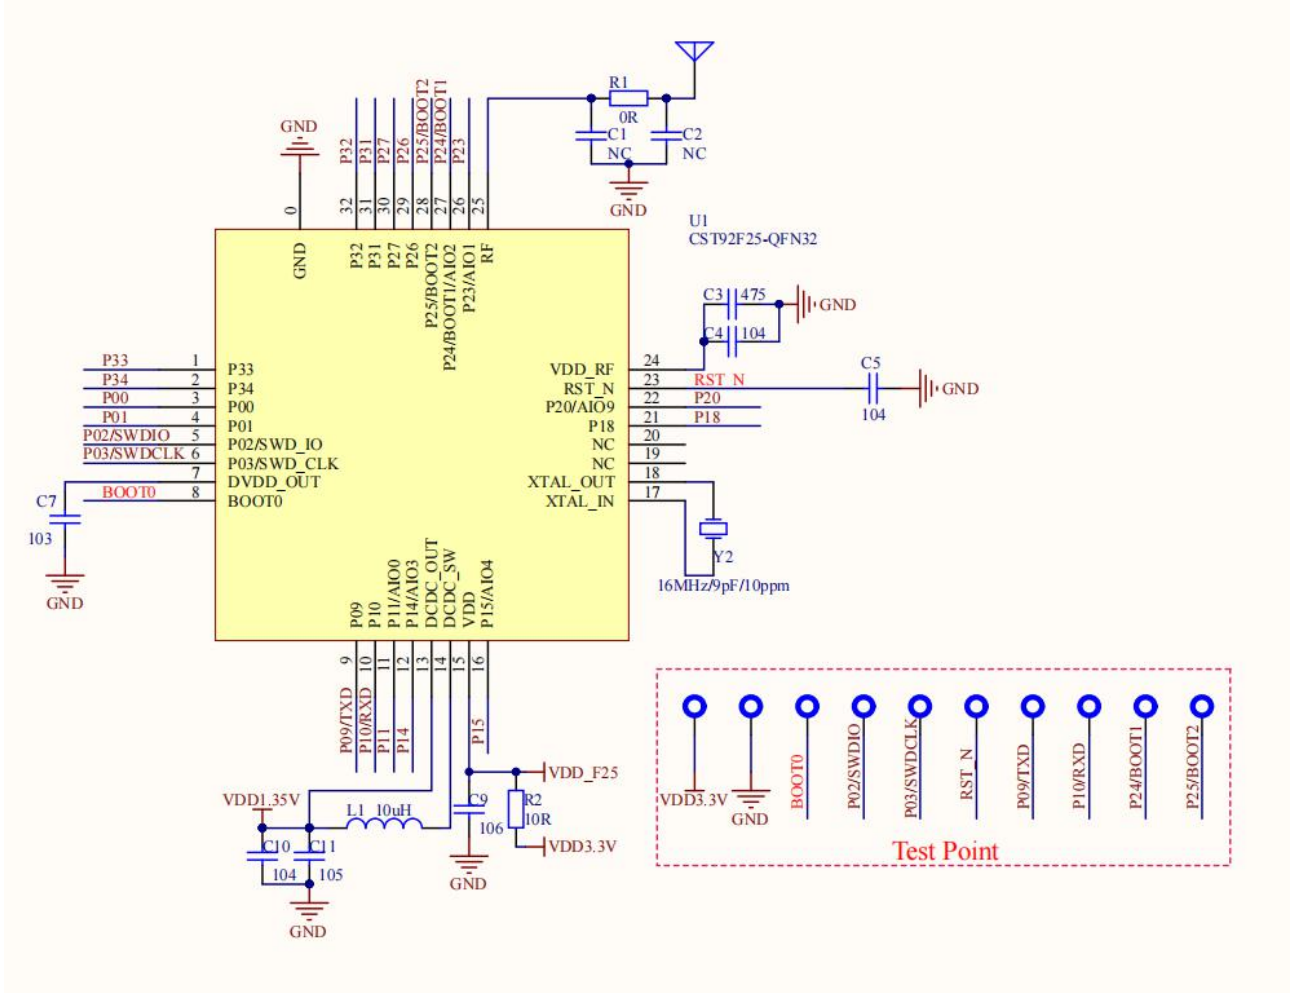 R1
0R
C1
NC
C2
NC
GND
GND
P32
P31
P27
P26
P25/BOOT2
P24/BOOT1
P23
0
32
31
30
29
28
27
26
25
GND
P32
P31
P27
P26
P25/BOOT2
P24/BOOT1/AIO2
P23/AIO1
RF
U1
CST92F25-QFN32
C3 475
GND
C4 104
P33 1 P33
P34 2 P34
P00 3 P00
P01 4 P01
P02/SWDIO 5 P02/SWD_IO
P03/SWDCLK 6 P03/SWD_CLK
7 DVDD_OUT
BOOT0 8 BOOT0
C7
103
GND
VDD_RF 24
RST_N 23 RST_N
P20/AIO9 22 P20
P18 21 P18
NC 20
NC 19
XTAL_OUT 18
XTAL_IN 17
C5
104
GND
Y2
16MHz/9pF/10ppm
P09
P10
P11/AIO0
P14/AIO3
DCDC_OUT
DCDC_SW
VDD
P15/AIO4
9
10
11
12
13
14
15
16
P09/TXD
P10/RXD
P11
P14
P15
VDD_F25
C9
106
R2
10R
VDD3.3V
GND
VDD1.35V
L1 10uH
C10
104
C11
105
GND
VDD3.3V
GND
BOOT0
P02/SWDIO
P03/SWDCLK
RST_N
P09/TXD
P10/RXD
P24/BOOT1
P25/BOOT2
Test Point